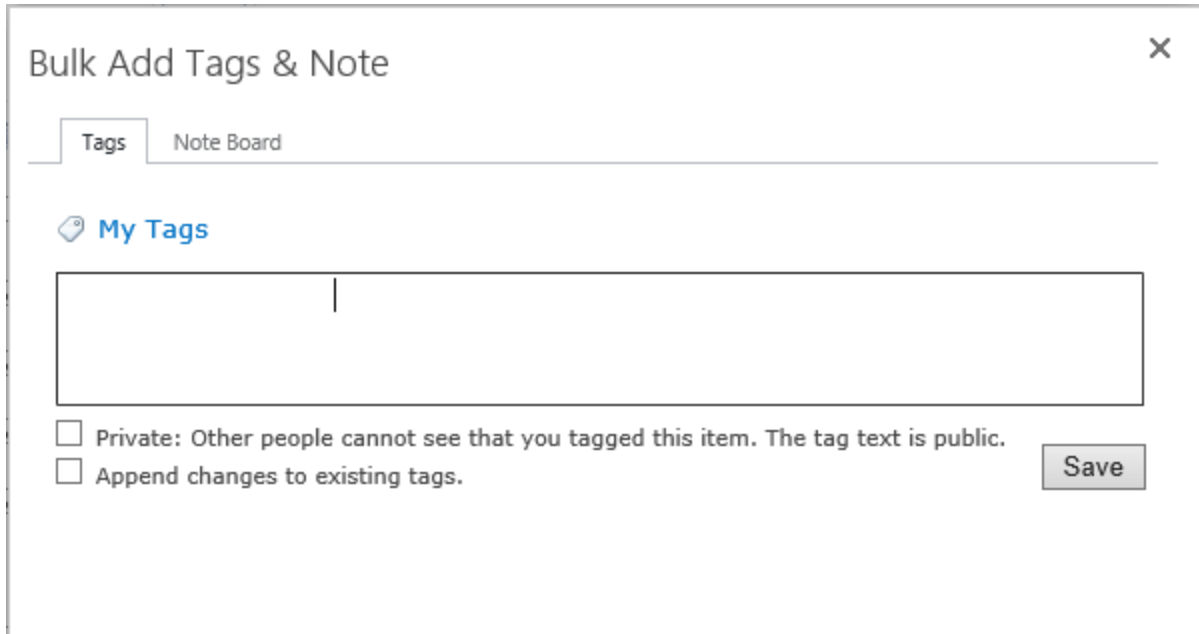 Bulk Add Tags & Note
Tags
Note Board
My Tags
Private: Other people cannot see that you tagged this item. The tag text is public.
Append changes to existing tags.
Save